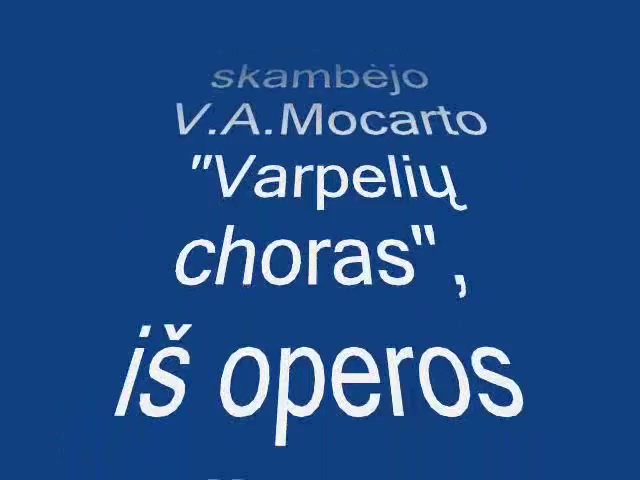 skambėjo
V.A.Mocarto
"Varpelių
choras" ,
iš operos